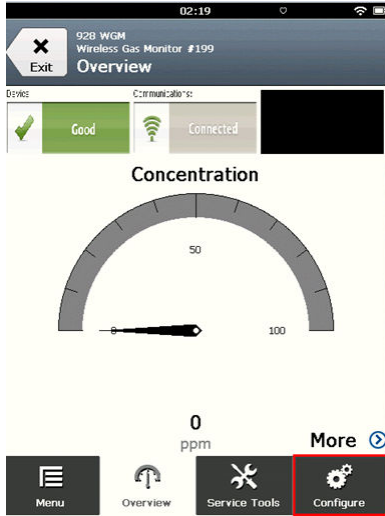 02:19
928 WGM
Wireless Gas Monitor #199
Exit
Overview
Device
Communications:
Good
Connected
Concentration
50
0
100
0
ppm
More
Menu
Overview
Service Tools
Configure